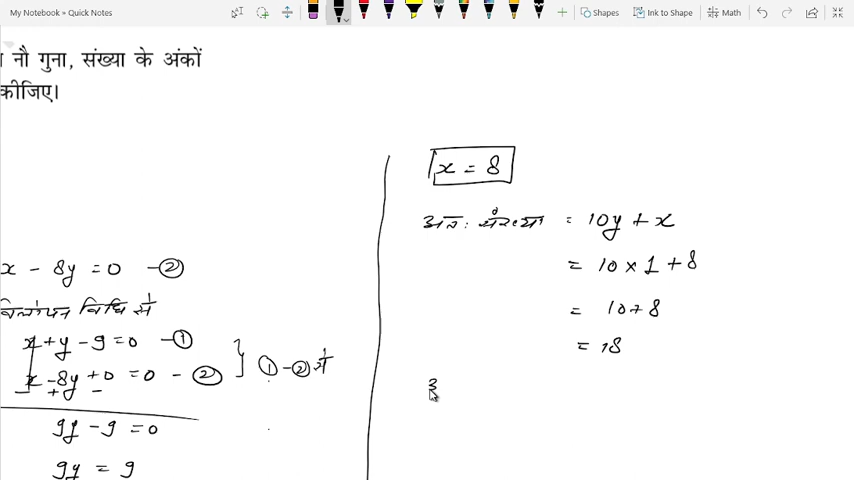 My Notebook » Quick Notes
Shapes
Ink to Shape
Math
नौ गुना, संख्या के अंकों
कीजिए।
x - 8y = 0 - ②
विलोपन विधि से
x + y - 9 = 0 - ①
x - 8y + 0 = 0 - ②
① - ② से
- + -
9y - 9 = 0
9y = 9
x = 8
अतः संख्या = 10y + x
= 10 × 1 + 8
= 10 + 8
= 18